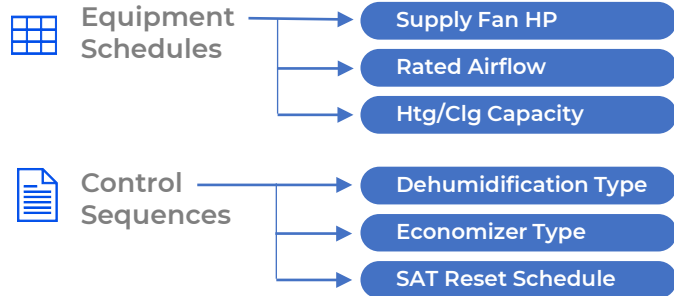 Equipment
Schedules
Supply Fan HP
Rated Airflow
Htg/Clg Capacity
Control
Sequences
Dehumidification Type
Economizer Type
SAT Reset Schedule